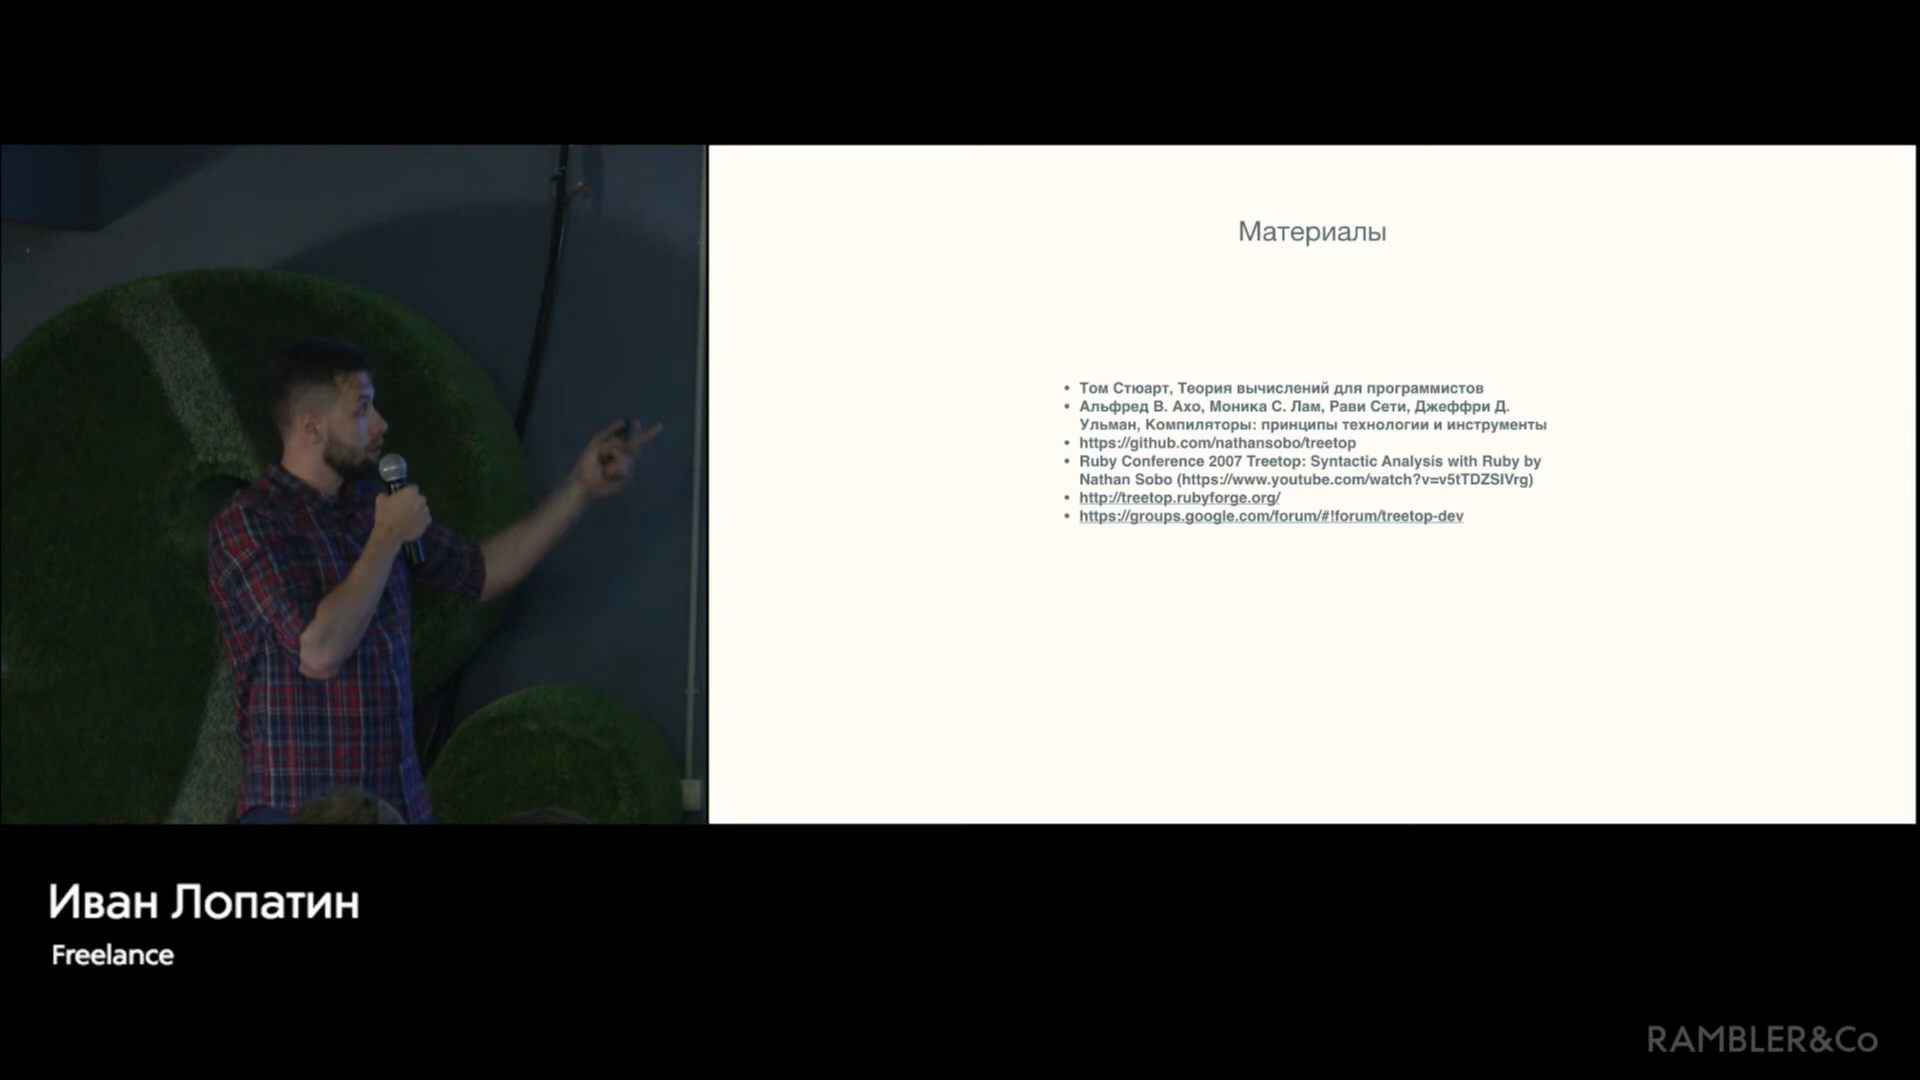 Материалы
• Том Стюарт, Теория вычислений для программистов
• Альфред В. Ахо, Моника С. Лам, Рави Сети, Джеффри Д.
Ульман, Компиляторы: принципы технологии и инструменты
• https://github.com/nathansobo/treetop
• Ruby Conference 2007 Treetop: Syntactic Analysis with Ruby by
Nathan Sobo (https://www.youtube.com/watch?v=v5tTDZSIVrg)
• http://treetop.rubyforge.org/
• https://groups.google.com/forum/#!forum/treetop-dev
Иван Лопатин
Freelance
RAMBLER&Co